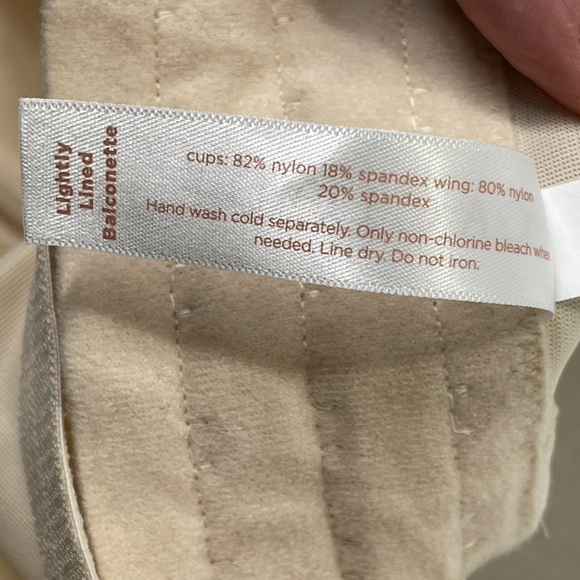 Lightly
Lined
Balconette
cups: 82% nylon 18% spandex wing: 80% nylon
20% spandex
Hand wash cold separately. Only non-chlorine bleach when
needed. Line dry. Do not iron.